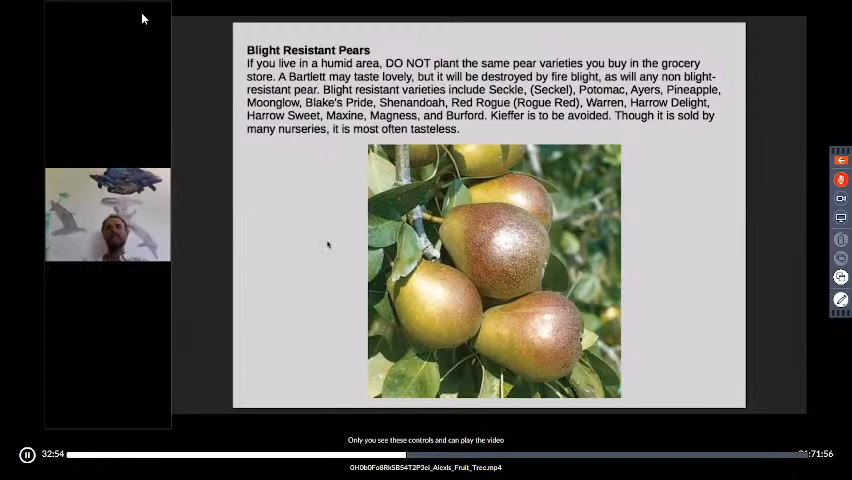 Blight Resistant Pears
If you live in a humid area, DO NOT plant the same pear varieties you buy in the grocery
store. A Bartlett may taste lovely, but it will be destroyed by fire blight, as will any non blight-
resistant pear. Blight resistant varieties include Seckle, (Seckel), Potomac, Ayers, Pineapple,
Moonglow, Blake's Pride, Shenandoah, Red Rogue (Rogue Red), Warren, Harrow Delight,
Harrow Sweet, Maxine, Magness, and Burford. Kieffer is to be avoided. Though it is sold by
many nurseries, it is most often tasteless.
Only you see these controls and can play the video
32:54